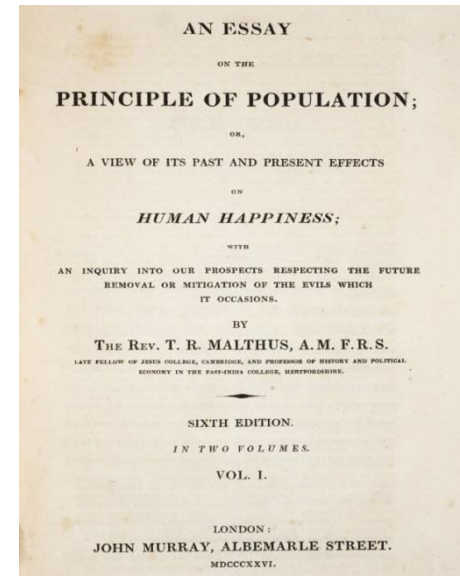 AN ESSAY
ON THE
PRINCIPLE OF POPULATION;
OR,
A VIEW OF ITS PAST AND PRESENT EFFECTS
ON
HUMAN HAPPINESS;
WITH
AN INQUIRY INTO OUR PROSPECTS RESPECTING THE FUTURE
REMOVAL OR MITIGATION OF THE EVILS WHICH
IT OCCASIONS.
BY
THE REV. T. R. MALTHUS, A.M. F.R.S.
LATE FELLOW OF JESUS COLLEGE, CAMBRIDGE, AND PROFESSOR OF HISTORY AND POLITICAL
ECONOMY IN THE EAST-INDIA COLLEGE, HERTFORDSHIRE.
SIXTH EDITION.
IN TWO VOLUMES.
VOL. I.
LONDON:
JOHN MURRAY, ALBEMARLE STREET.
MDCCCXXVI.